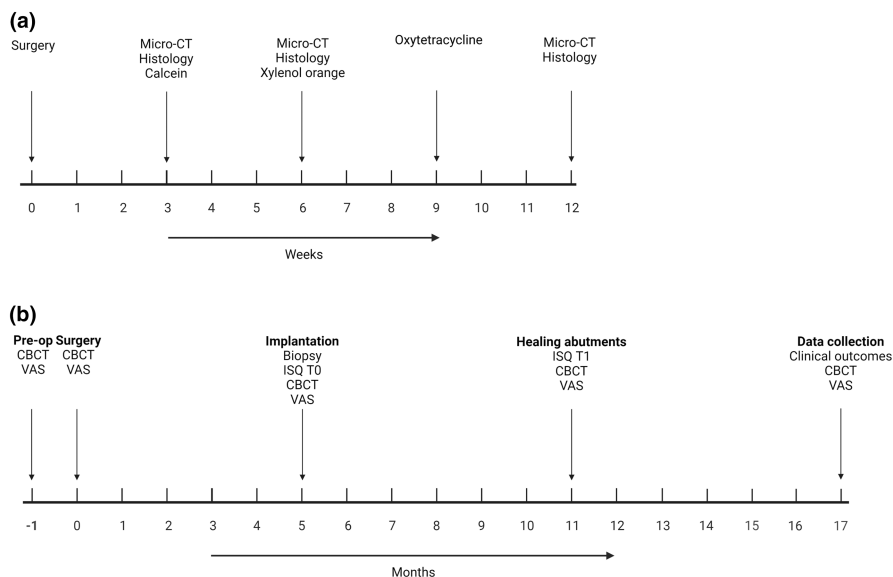 (a)
Surgery
Micro-CT
Histology
Calcein
Micro-CT
Histology
Xylenol orange
Oxytetracycline
Micro-CT
Histology
0 1 2 3 4 5 6 7 8 9 10 11 12
Weeks
(b)
Pre-op
CBCT
VAS
Surgery
CBCT
VAS
Implantation
Biopsy
ISQ T0
CBCT
VAS
Healing abutments
ISQ T1
CBCT
VAS
Data collection
Clinical outcomes
CBCT
VAS
-1 0 1 2 3 4 5 6 7 8 9 10 11 12 13 14 15 16 17
Months